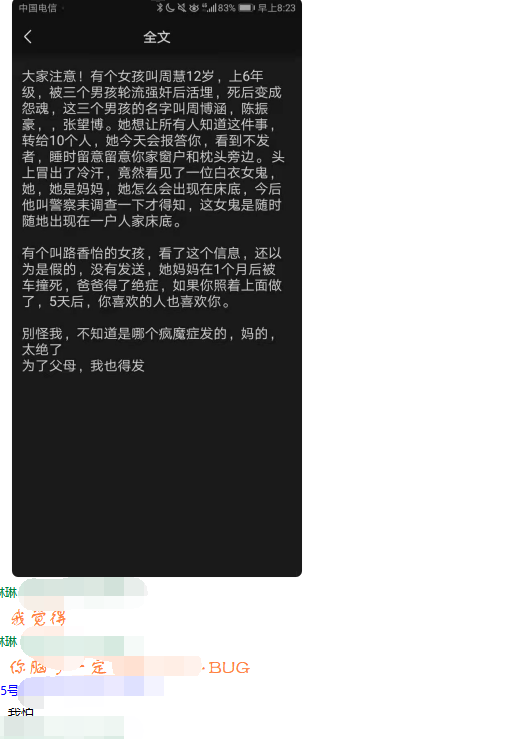 中国电信 83% 早上8:23
全文
大家注意！有个女孩叫周慧12岁，上6年
级，被三个男孩轮流强奸后活埋，死后变成
怨魂，这三个男孩的名字叫周博涵，陈振
豪，，张望博。她想让所有人知道这件事，
转给10个人，她今天会报答你，看到不发
者，睡时留意留意你家窗户和枕头旁边。头
上冒出了冷汗，竟然看见了一位白衣女鬼，
她，她是妈妈，她怎么会出现在床底，今后
他叫警察来调查一下才得知，这女鬼是随时
随地出现在一户人家床底。
有个叫路香怡的女孩，看了这个信息，还以
为是假的，没有发送，她妈妈在1个月后被
车撞死，爸爸得了绝症，如果你照着上面做
了，5天后，你喜欢的人也喜欢你。
别怪我，不知道是哪个疯魔症发的，妈的，
太绝了
为了父母，我也得发
琳
我觉得
琳
你脑 一定 BUG
5号
我怕